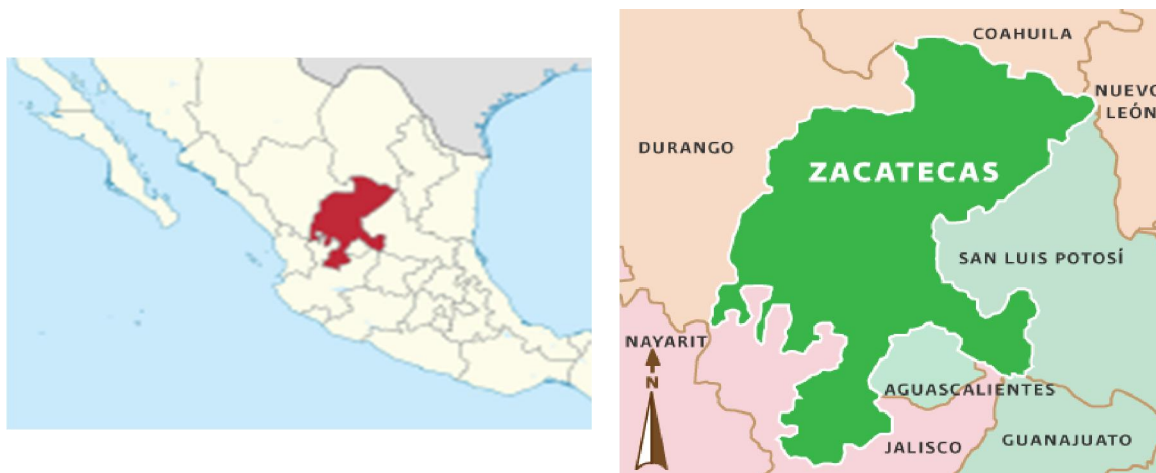 COAHUILA
NUEVO
LEÓN
DURANGO
ZACATECAS
SAN LUIS POTOSÍ
NAYARIT
N
AGUASCALIENTES
JALISCO
GUANAJUATO